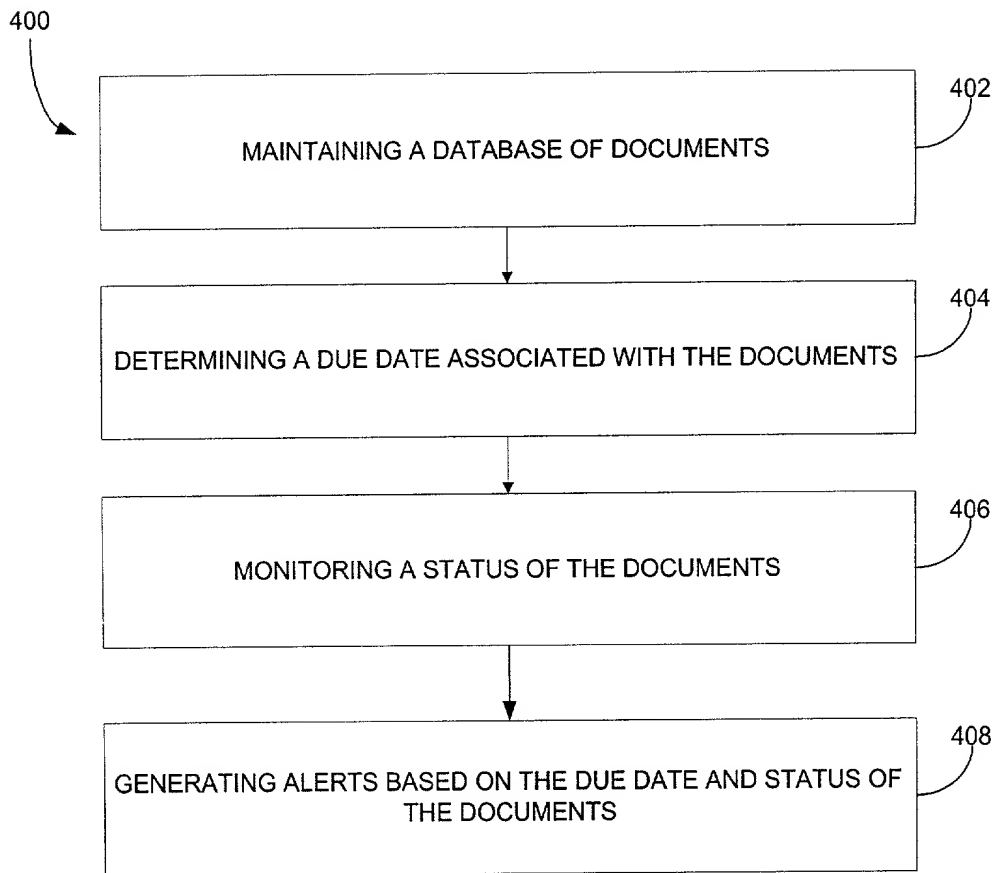 400
402
MAINTAINING A DATABASE OF DOCUMENTS
404
DETERMINING A DUE DATE ASSOCIATED WITH THE DOCUMENTS
406
MONITORING A STATUS OF THE DOCUMENTS
408
GENERATING ALERTS BASED ON THE DUE DATE AND STATUS OF
THE DOCUMENTS